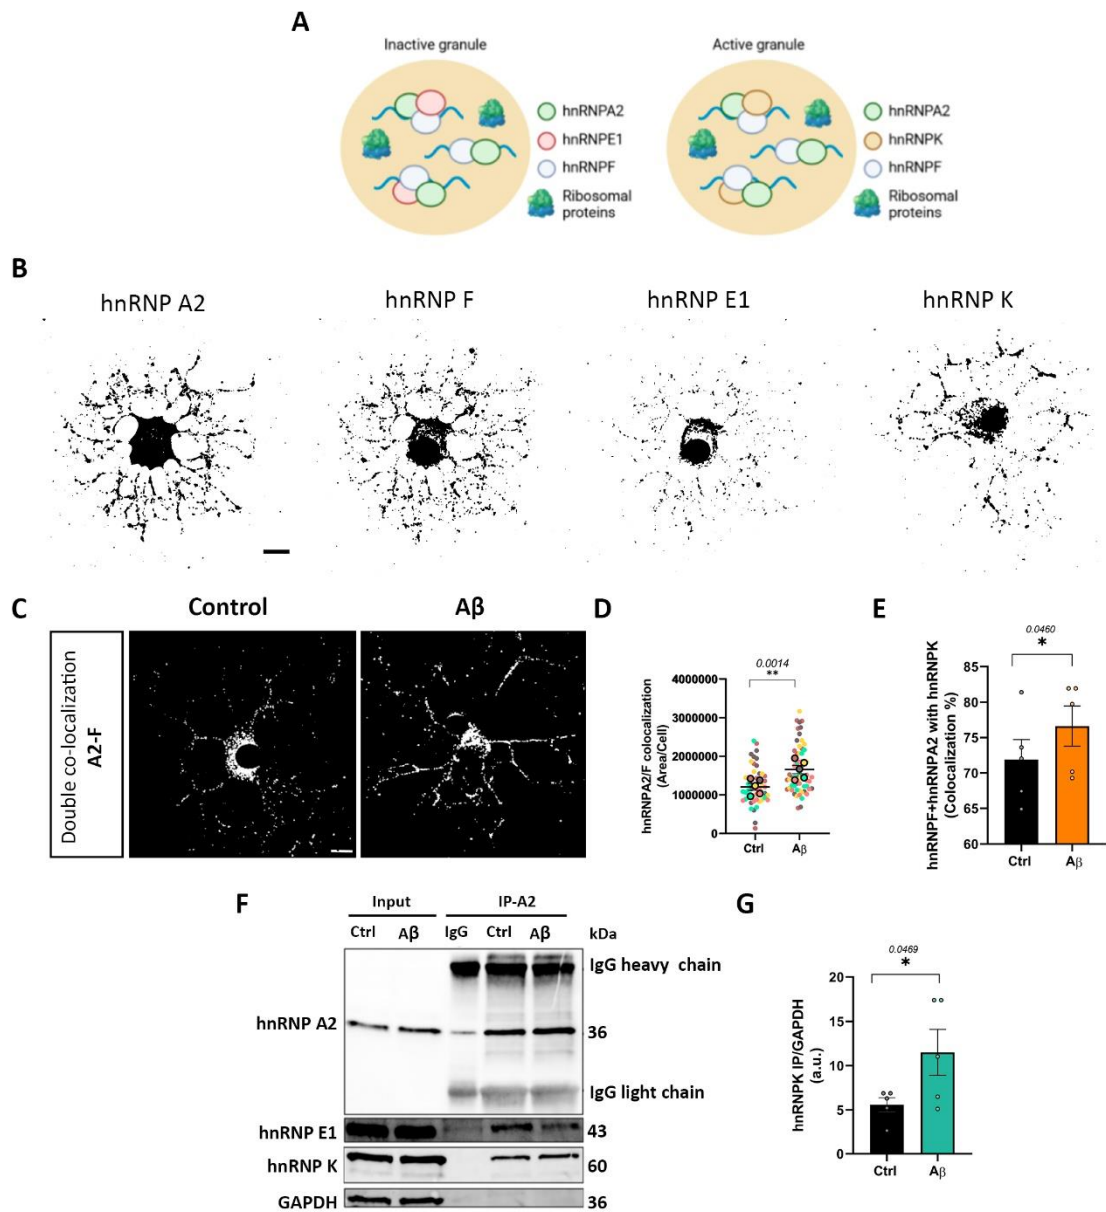 A
Inactive granule
hnRNPA2
hnRNPE1
hnRNPF
Ribosomal
proteins
Active granule
hnRNPA2
hnRNPK
hnRNPF
Ribosomal
proteins
B
hnRNP A2
hnRNP F
hnRNP E1
hnRNP K
C
Control
Aβ
Double co-localization
A2-F
D
0.0014
**
4000000
3000000
2000000
1000000
0
hnRNPA2/F colocalization
(Area/Cell)
Ctrl
Aβ
E
0.0460
*
85
80
75
70
65
60
hnRNPF+hnRNPA2 with hnRNPK
(Colocalization %)
Ctrl
Aβ
F
Input
IP-A2
Ctrl
Aβ
IgG
Ctrl
Aβ
kDa
IgG heavy chain
hnRNP A2
36
IgG light chain
hnRNP E1
43
hnRNP K
60
GAPDH
36
G
0.0469
*
20
15
10
5
0
hnRNPK IP/GAPDH
(a.u.)
Ctrl
Aβ